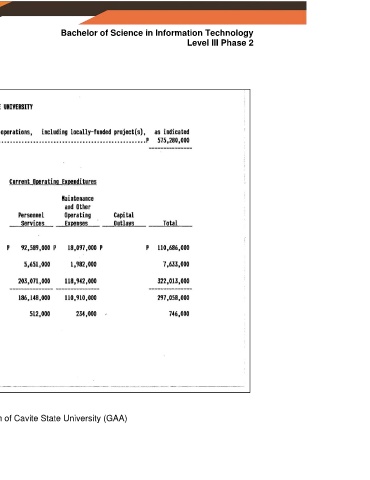 Bachelor of Science in Information Technology
Level III Phase 2
UNIVERSITY
operations, including locally-funded project(s), as indicated
P 575,280,000
Current Operating Expenditures
Maintenance
and Other
Personnel Operating Capital
Services Expenses Outlays Total
P 92,589,000 P 18,097,000 P P 110,686,000
5,651,000 1,982,000 7,633,000
203,071,000 118,942,000 322,013,000
186,148,000 110,910,000 297,058,000
512,000 234,000 746,000
of Cavite State University (GAA)